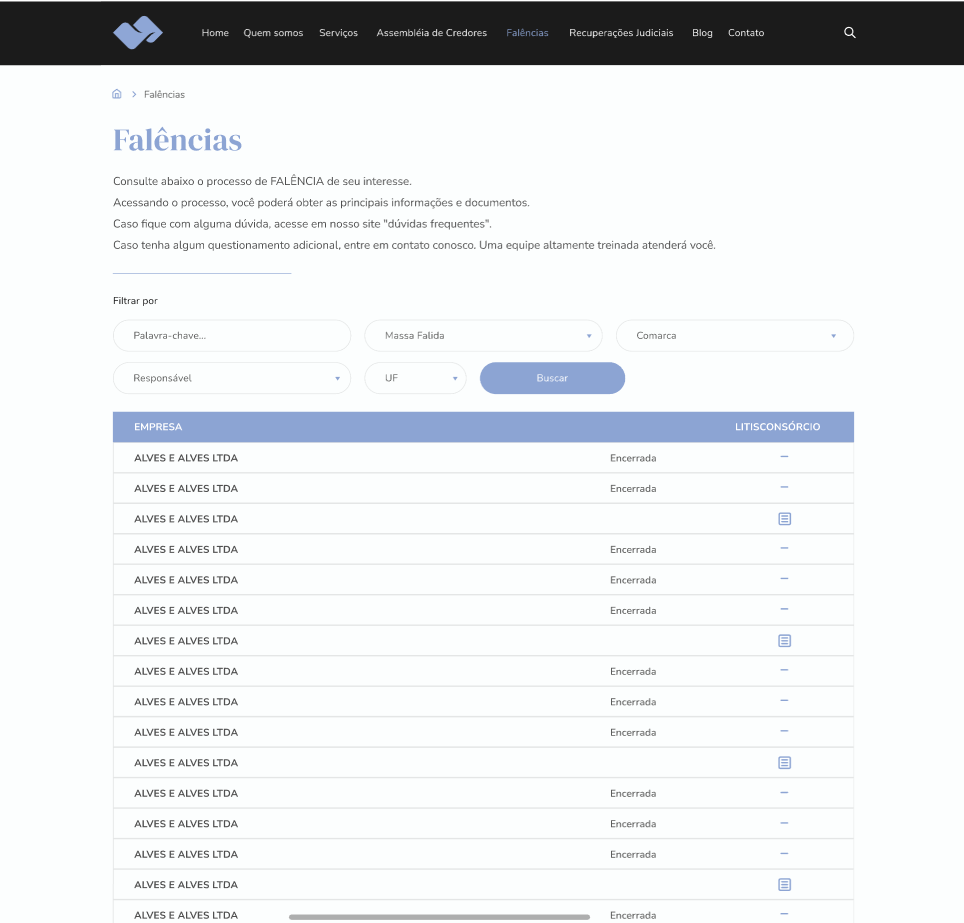 Home Quem somos Serviços Assembléia de Credores Falências Recuperações Judiciais Blog Contato
Falências
Falências
Consulte abaixo o processo de FALÊNCIA de seu interesse.
Acessando o processo, você poderá obter as principais informações e documentos.
Caso fique com alguma dúvida, acesse em nosso site "dúvidas frequentes".
Caso tenha algum questionamento adicional, entre em contato conosco. Uma equipe altamente treinada atenderá você.
Filtrar por
Palavra-chave... Massa Falida Comarca
Responsável UF Buscar
EMPRESA LITISCONSÓRCIO
ALVES E ALVES LTDA Encerrada –
ALVES E ALVES LTDA Encerrada –
ALVES E ALVES LTDA
ALVES E ALVES LTDA Encerrada –
ALVES E ALVES LTDA Encerrada –
ALVES E ALVES LTDA Encerrada –
ALVES E ALVES LTDA
ALVES E ALVES LTDA Encerrada –
ALVES E ALVES LTDA Encerrada –
ALVES E ALVES LTDA Encerrada –
ALVES E ALVES LTDA
ALVES E ALVES LTDA Encerrada –
ALVES E ALVES LTDA Encerrada –
ALVES E ALVES LTDA Encerrada –
ALVES E ALVES LTDA
ALVES E ALVES LTDA Encerrada –